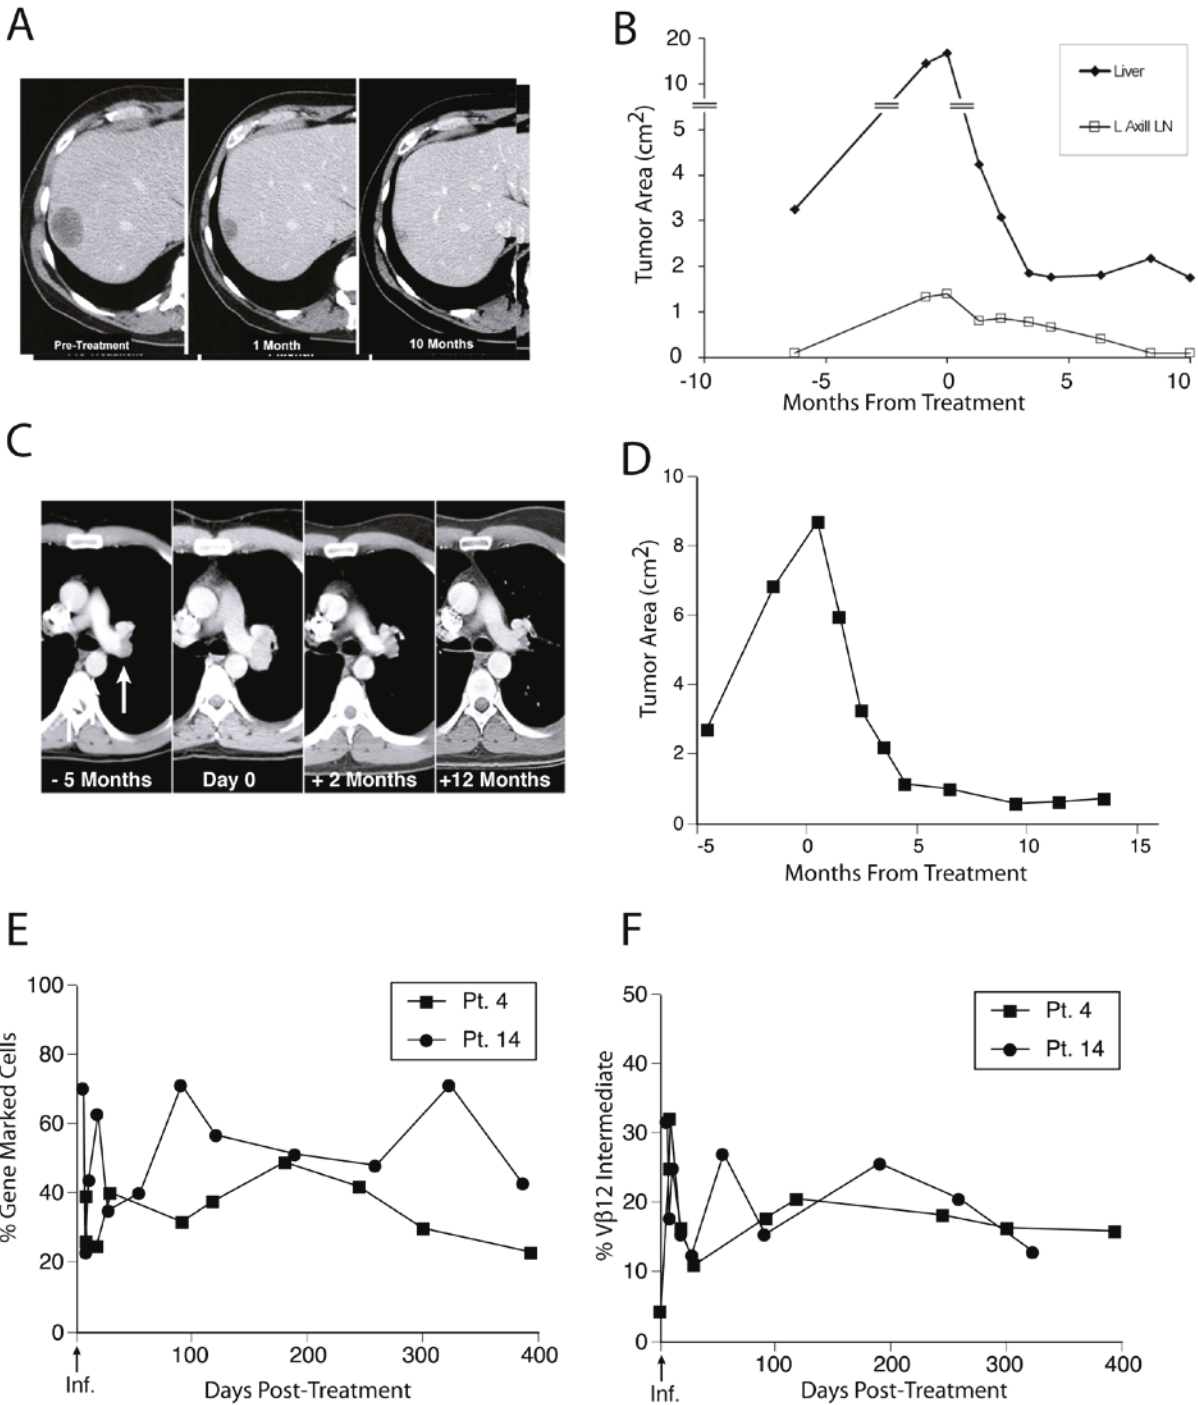 A
Pre-Treatment
1 Month
10 Months
B
Tumor Area (cm2)
20
10
5
4
3
2
1
0
-10
-5
0
5
10
Months From Treatment
Liver
L Axill LN
C
- 5 Months
Day 0
+ 2 Months
+12 Months
D
Tumor Area (cm2)
10
8
6
4
2
0
-5
0
5
10
15
Months From Treatment
E
% Gene Marked Cells
100
80
60
40
20
0
100
200
300
400
Inf.
Days Post-Treatment
Pt. 4
Pt. 14
F
% Vβ12 Intermediate
50
40
30
20
10
0
100
200
300
400
Inf.
Days Post-Treatment
Pt. 4
Pt. 14